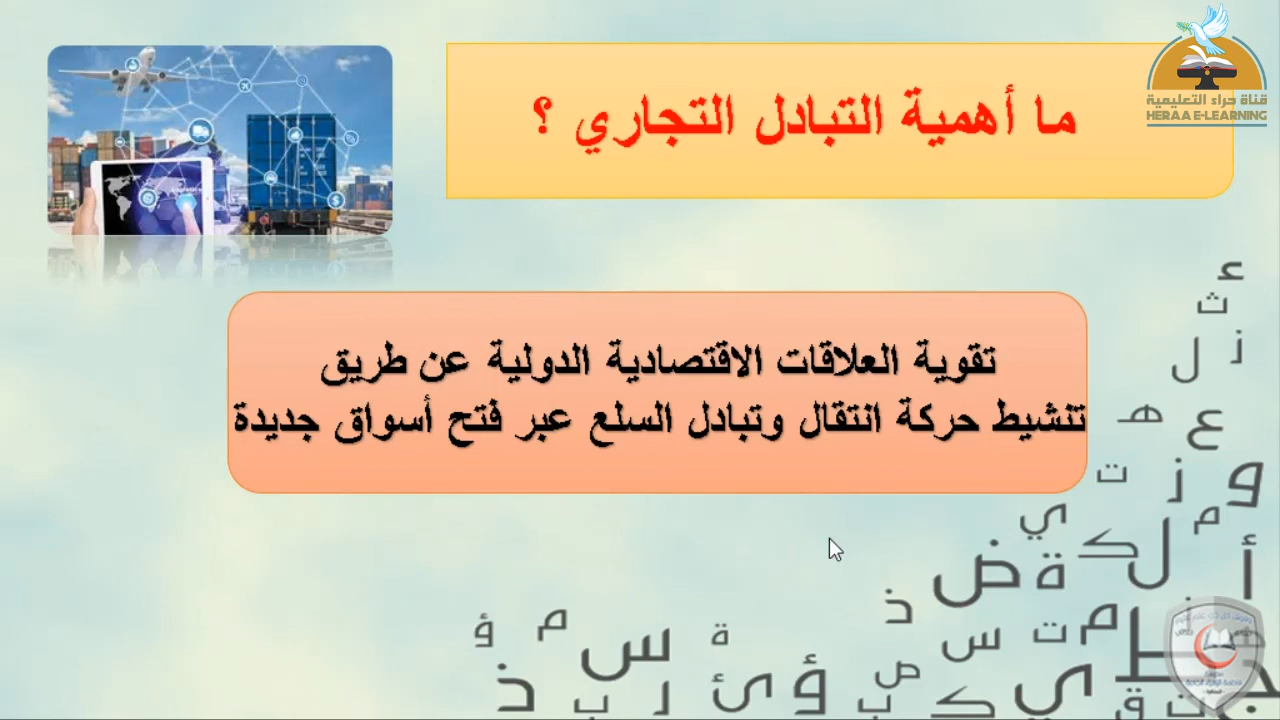 ما أهمية التبادل التجاري ؟
قناة حراء التعليمية
HERAA E-LEARNING
تقوية العلاقات الاقتصادية الدولية عن طريق
تنشيط حركة انتقال وتبادل السلع عبر فتح أسواق جديدة